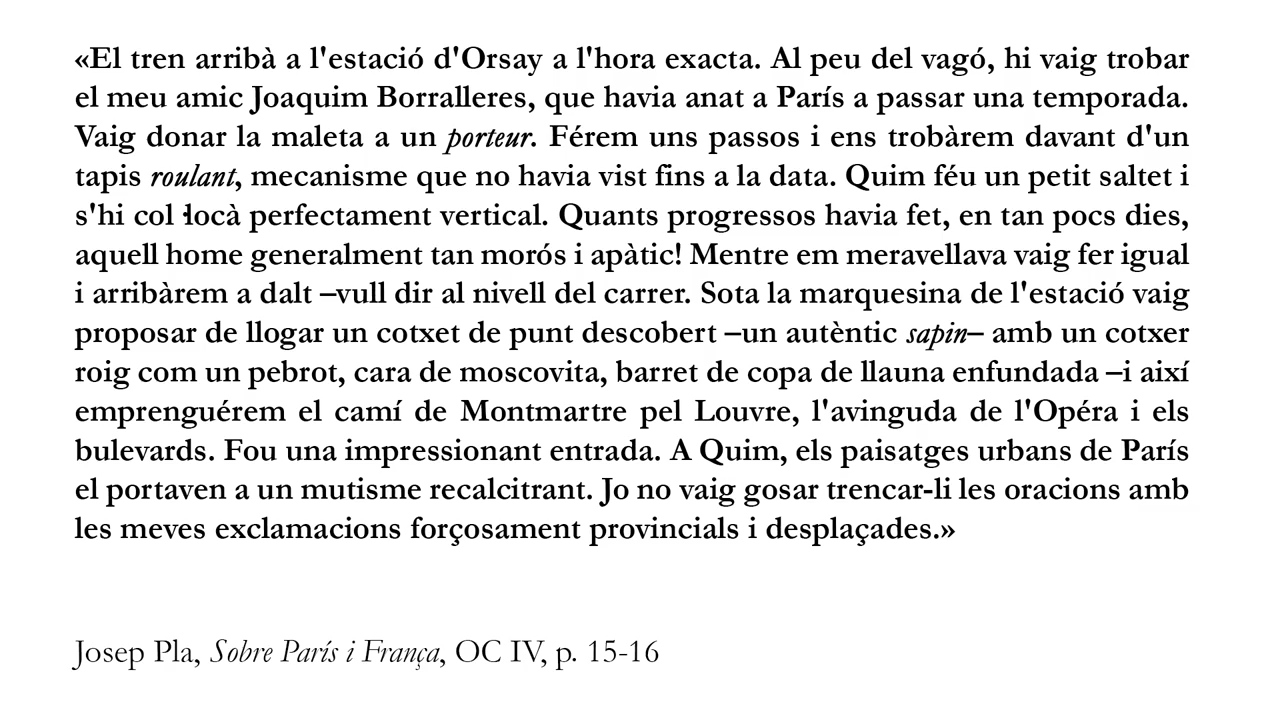 «El tren arribà a l'estació d'Orsay a l'hora exacta. Al peu del vagó, hi vaig trobar
el meu amic Joaquim Borralleres, que havia anat a París a passar una temporada.
Vaig donar la maleta a un porteur. Férem uns passos i ens trobàrem davant d'un
tapis roulant, mecanisme que no havia vist fins a la data. Quim féu un petit saltet i
s'hi col·locà perfectament vertical. Quants progressos havia fet, en tan pocs dies,
aquell home generalment tan morós i apàtic! Mentre em meravellava vaig fer igual
i arribàrem a dalt –vull dir al nivell del carrer. Sota la marquesina de l'estació vaig
proposar de llogar un cotxet de punt descobert –un autèntic sapin– amb un cotxer
roig com un pebrot, cara de moscovita, barret de copa de llauna enfundada –i així
emprenguérem el camí de Montmartre pel Louvre, l'avinguda de l'Opéra i els
bulevards. Fou una impressionant entrada. A Quim, els paisatges urbans de París
el portaven a un mutisme recalcitrant. Jo no vaig gosar trencar-li les oracions amb
les meves exclamacions forçosament provincials i desplaçades.»
Josep Pla, Sobre París i França, OC IV, p. 15-16